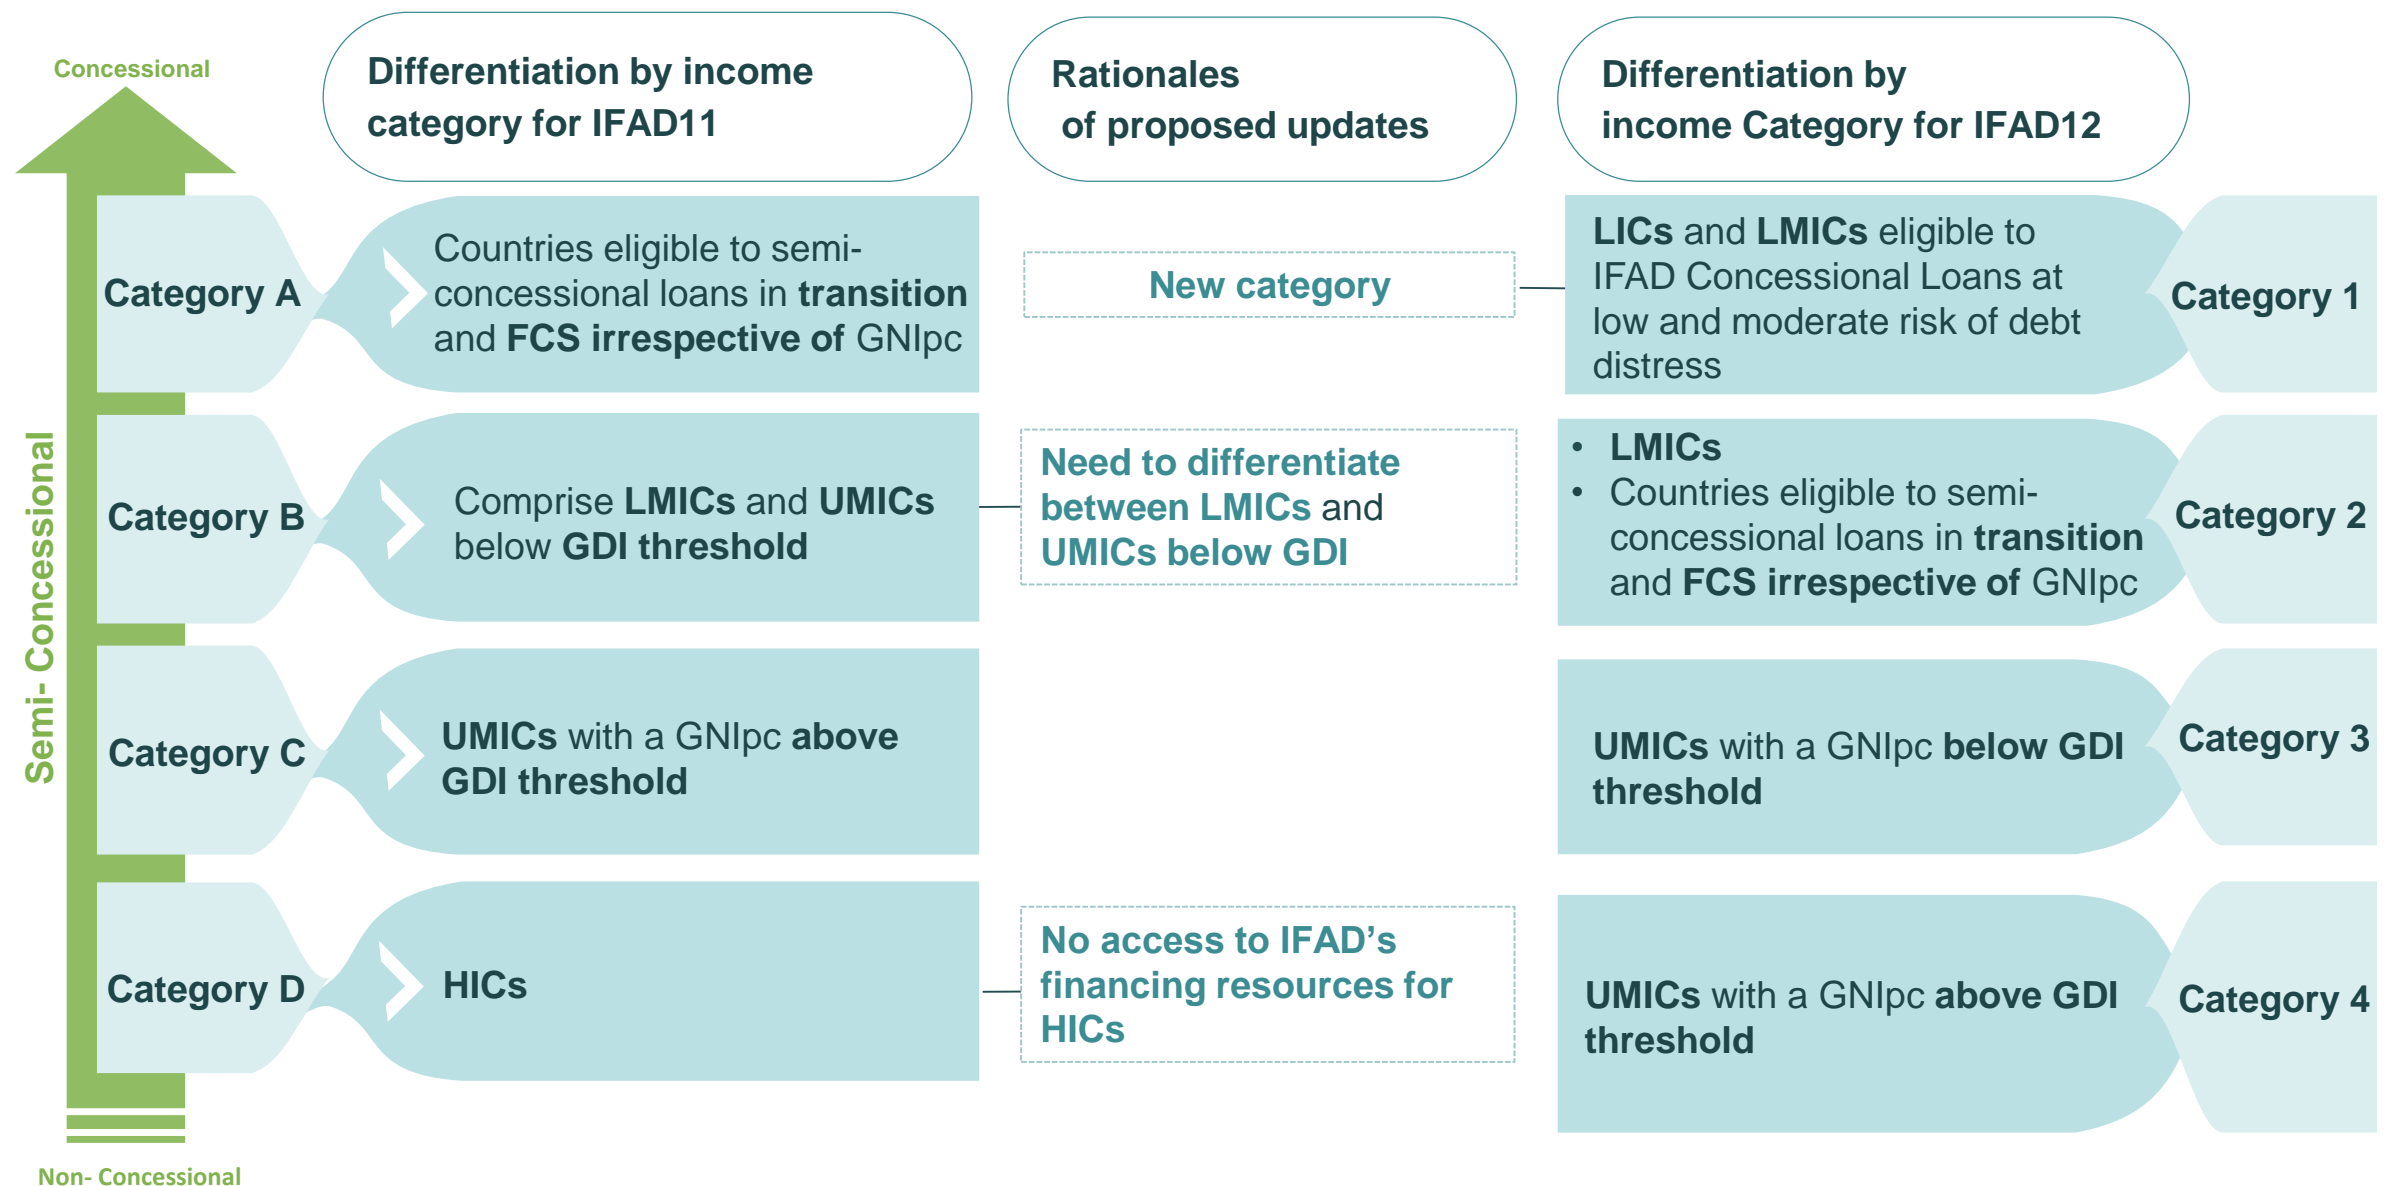 Concessional
Differentiation by income
category for IFAD11
Rationales
of proposed updates
Differentiation by
income Category for IFAD12
Category A
Countries eligible to semi-
concessional loans in transition
and FCS irrespective of GNIpc
New category
LICs and LMICs eligible to
IFAD Concessional Loans at
low and moderate risk of debt
distress
Category 1
Semi- Concessional
Category B
Comprise LMICs and UMICs
below GDI threshold
Need to differentiate
between LMICs and
UMICs below GDI
• LMICs
• Countries eligible to semi-
concessional loans in transition
and FCS irrespective of GNIpc
Category 2
Category C
UMICs with a GNIpc above
GDI threshold
UMICs with a GNIpc below GDI
threshold
Category 3
Category D
HICs
No access to IFAD’s
financing resources for
HICs
UMICs with a GNIpc above GDI
threshold
Category 4
Non- Concessional